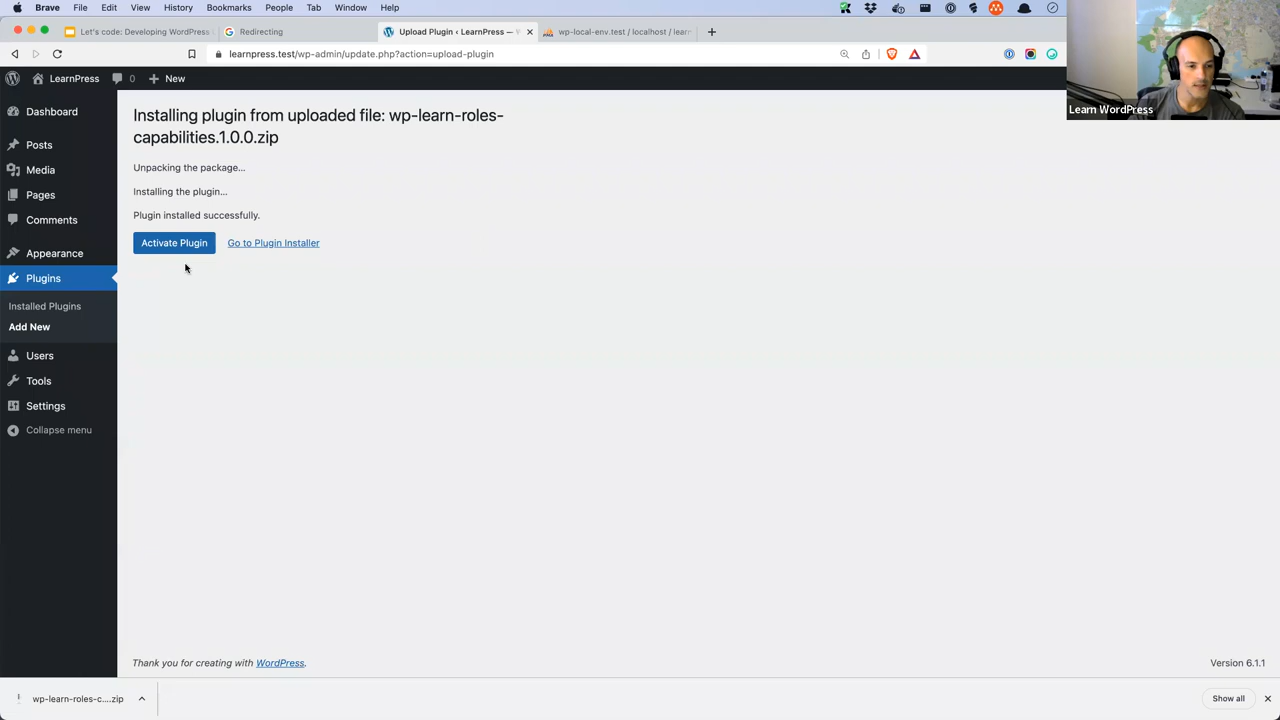 Brave File Edit View History Bookmarks People Tab Window Help
Let's code: Developing WordPress
Redirecting
Upload Plugin ‹ LearnPress —
wp-local-env.test / localhost / learn
learnpress.test/wp-admin/update.php?action=upload-plugin
LearnPress 0 New
Learn WordPress
Dashboard
Posts
Media
Pages
Comments
Appearance
Plugins
Installed Plugins
Add New
Users
Tools
Settings
Collapse menu
Installing plugin from uploaded file: wp-learn-roles-
capabilities.1.0.0.zip
Unpacking the package…
Installing the plugin…
Plugin installed successfully.
Activate Plugin Go to Plugin Installer
Thank you for creating with WordPress. Version 6.1.1
wp-learn-roles-c....zip Show all